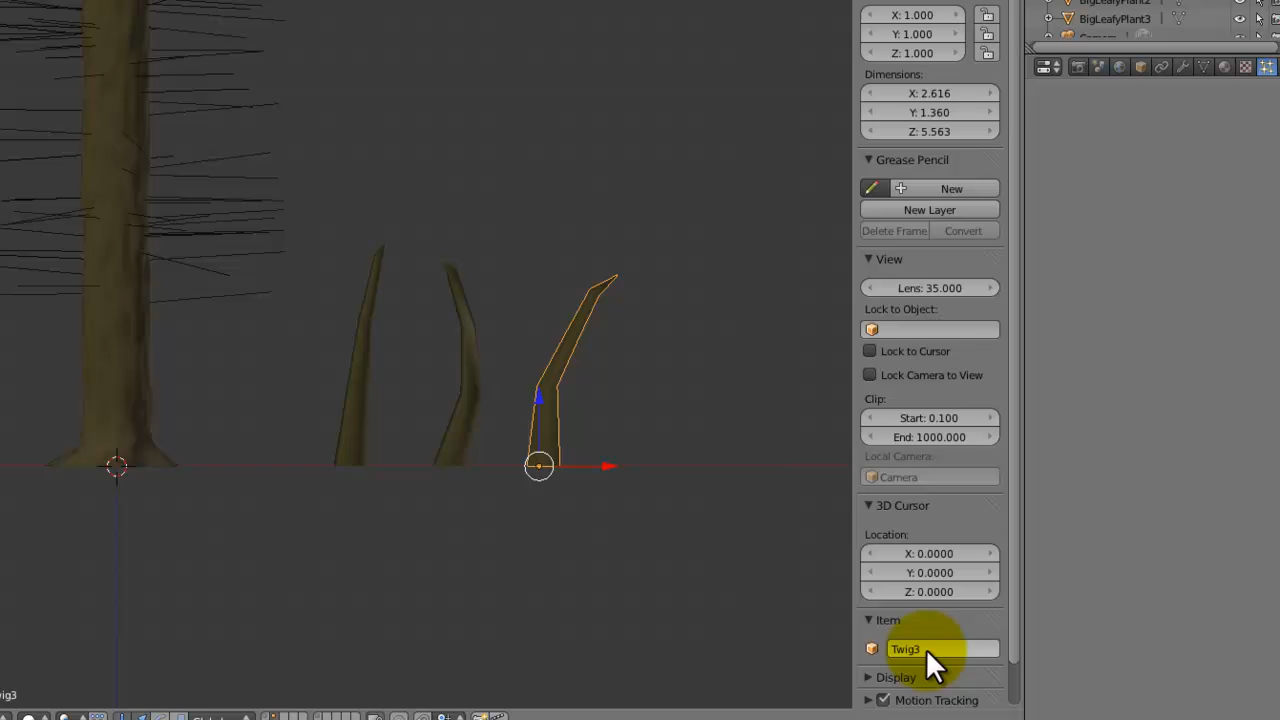 X: 1.000
Y: 1.000
Z: 1.000
Dimensions:
X: 2.616
Y: 1.360
Z: 5.563
Grease Pencil
New
New Layer
Delete Frame Convert
View
Lens: 35.000
Lock to Object:
Lock to Cursor
Lock Camera to View
Clip:
Start: 0.100
End: 1000.000
Local Camera:
Camera
3D Cursor
Location:
X: 0.0000
Y: 0.0000
Z: 0.0000
Item
Twig3
Display
Motion Tracking
BigLeafyPlant2
BigLeafyPlant3
wig3